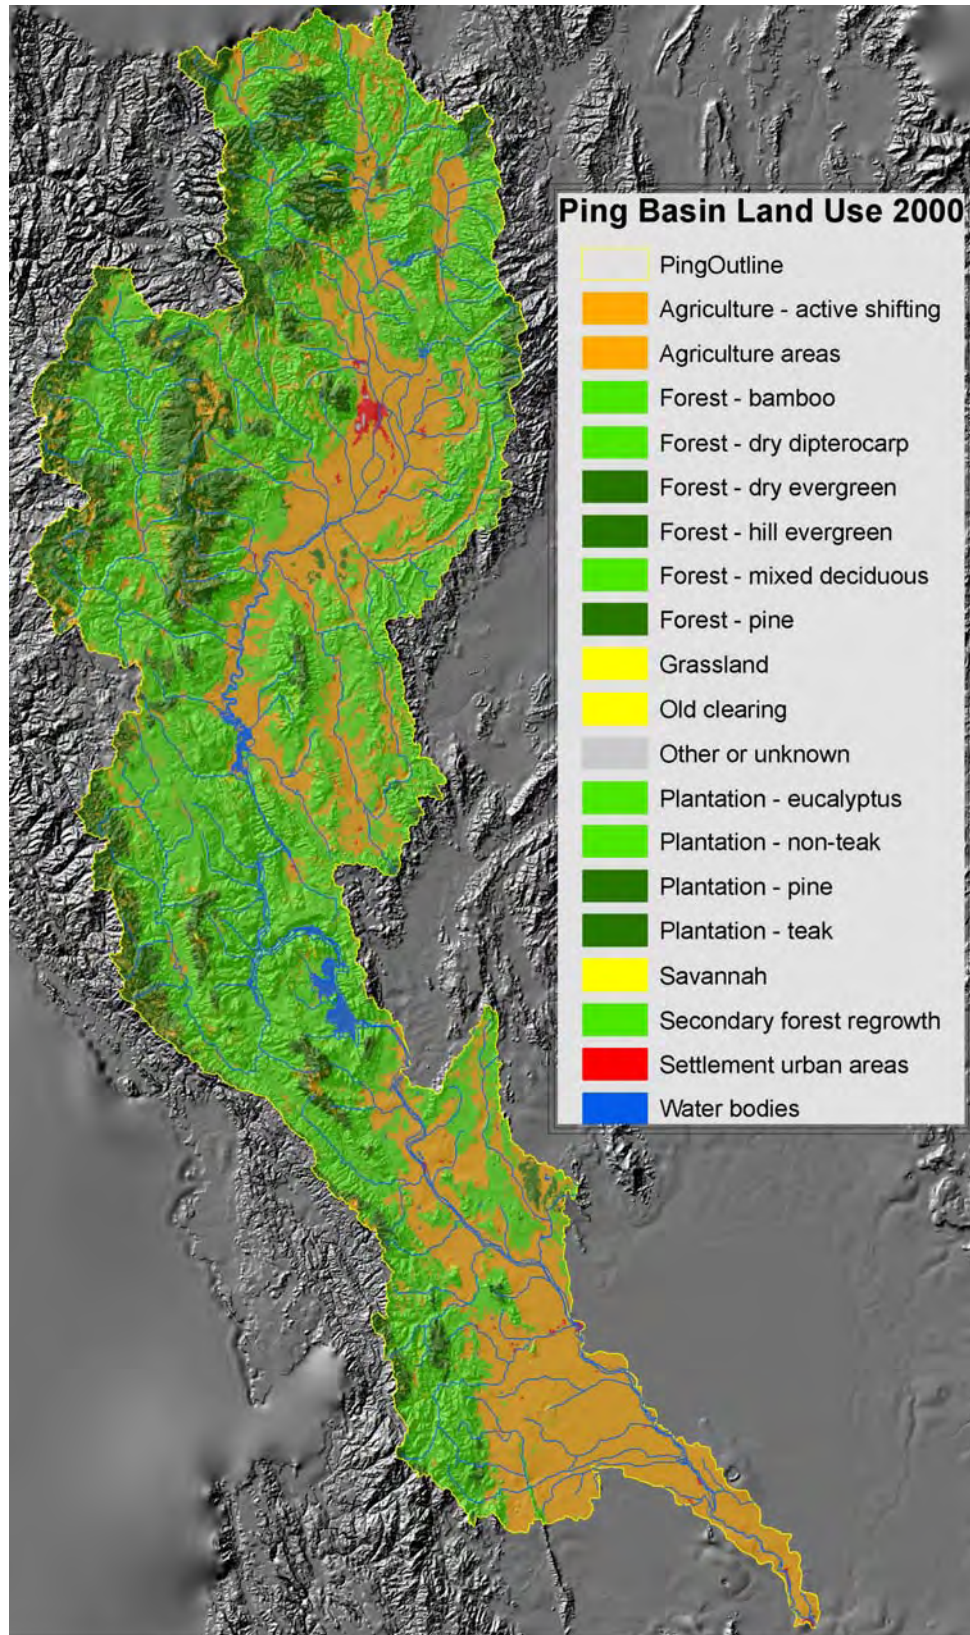 Ping Basin Land Use 2000
PingOutline
Agriculture - active shifting
Agriculture areas
Forest - bamboo
Forest - dry dipterocarp
Forest - dry evergreen
Forest - hill evergreen
Forest - mixed deciduous
Forest - pine
Grassland
Old clearing
Other or unknown
Plantation - eucalyptus
Plantation - non-teak
Plantation - pine
Plantation - teak
Savannah
Secondary forest regrowth
Settlement urban areas
Water bodies